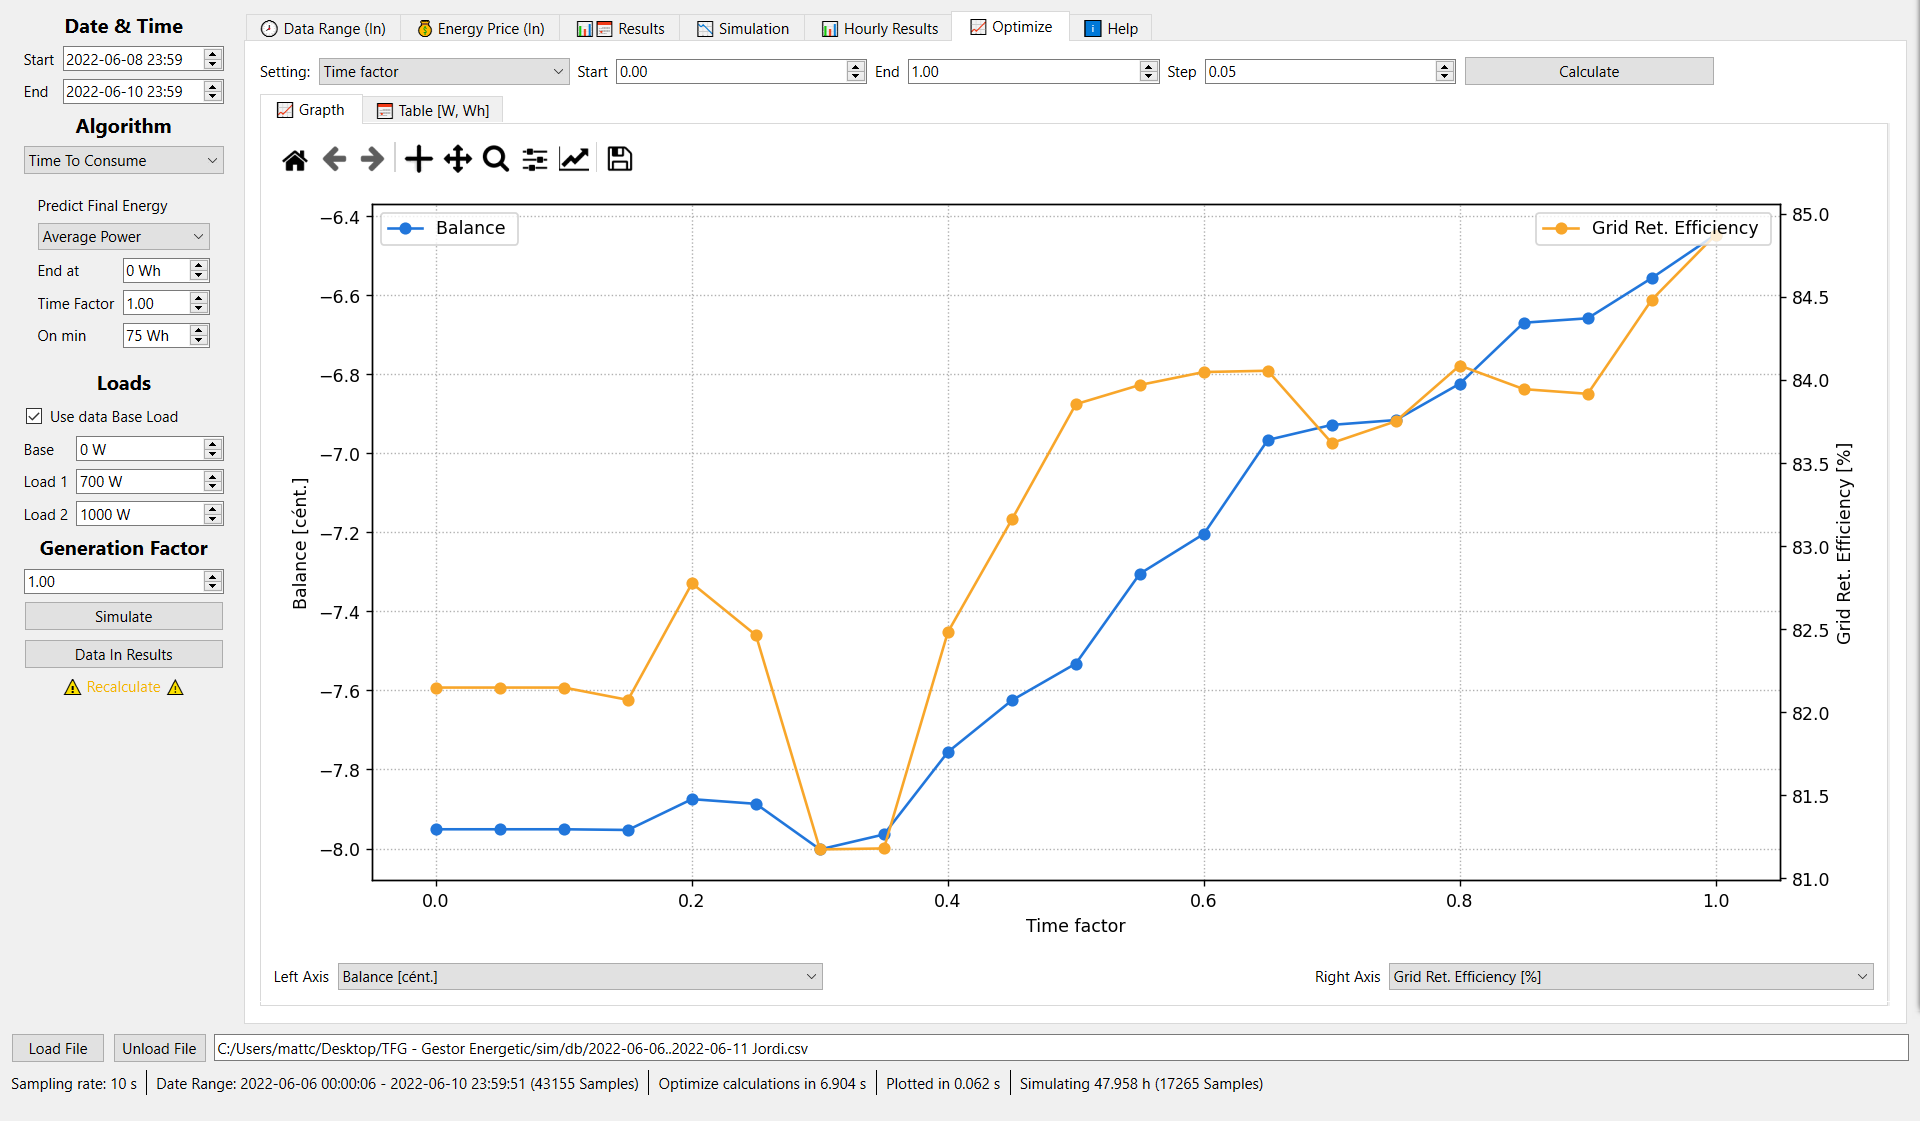 Date & Time
Start 2022-06-08 23:59
End 2022-06-10 23:59
Algorithm
Time To Consume
Predict Final Energy
Average Power
End at 0 Wh
Time Factor 1.00
On min 75 Wh
Loads
Use data Base Load
Base 0 W
Load 1 700 W
Load 2 1000 W
Generation Factor
1.00
Simulate
Data In Results
Recalculate
Data Range (In) Energy Price (In) Results Simulation Hourly Results Optimize Help
Setting: Time factor Start 0.00 End 1.00 Step 0.05 Calculate
Grapth Table [W, Wh]
Balance
Grid Ret. Efficiency
−6.4
−6.6
−6.8
−7.0
−7.2
−7.4
−7.6
−7.8
−8.0
Balance [cént.]
85.0
84.5
84.0
83.5
83.0
82.5
82.0
81.5
81.0
Grid Ret. Efficiency [%]
0.0 0.2 0.4 0.6 0.8 1.0
Time factor
Left Axis Balance [cént.] Right Axis Grid Ret. Efficiency [%]
Load File Unload File C:/Users/mattc/Desktop/TFG - Gestor Energetic/sim/db/2022-06-06..2022-06-11 Jordi.csv
Sampling rate: 10 s Date Range: 2022-06-06 00:00:06 - 2022-06-10 23:59:51 (43155 Samples) Optimize calculations in 6.904 s Plotted in 0.062 s Simulating 47.958 h (17265 Samples)